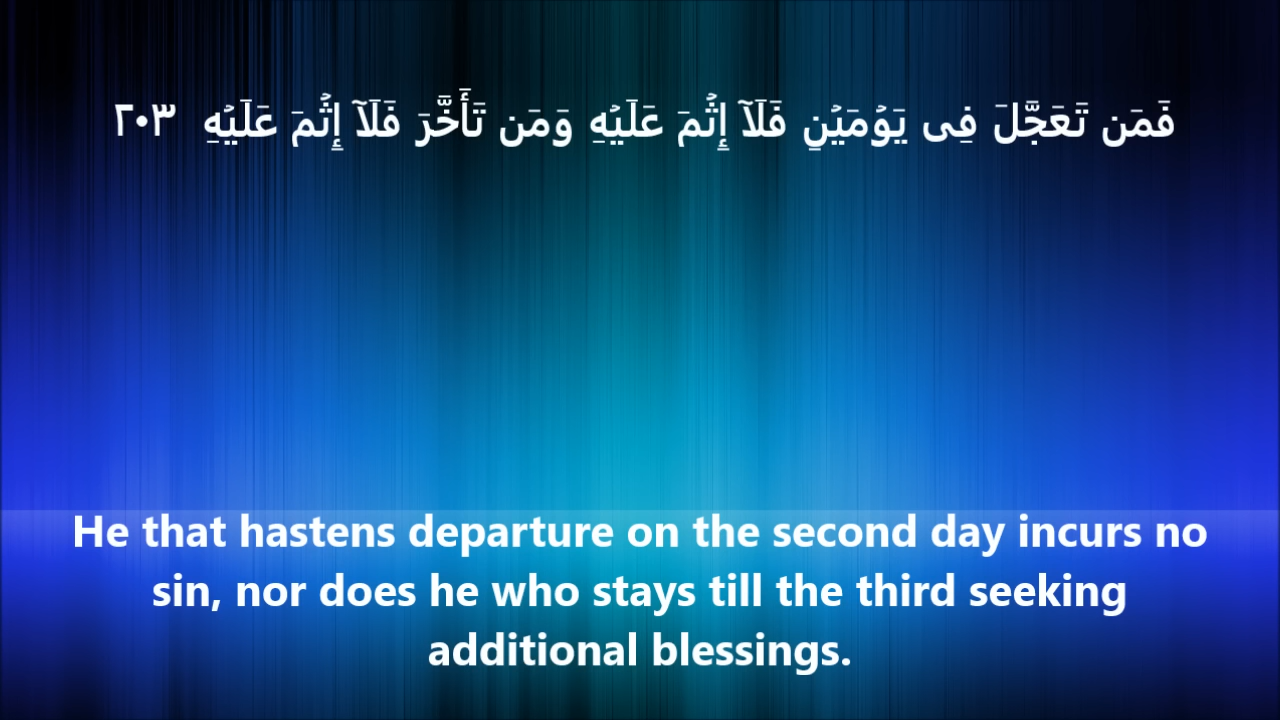 فَمَن تَعَجَّلَ فِى يَوۡمَيۡنِ فَلَآ إِثۡمَ عَلَيۡهِ وَمَن تَأَخَّرَ فَلَآ إِثۡمَ عَلَيۡهِ ٢٠٣
He that hastens departure on the second day incurs no
sin, nor does he who stays till the third seeking
additional blessings.